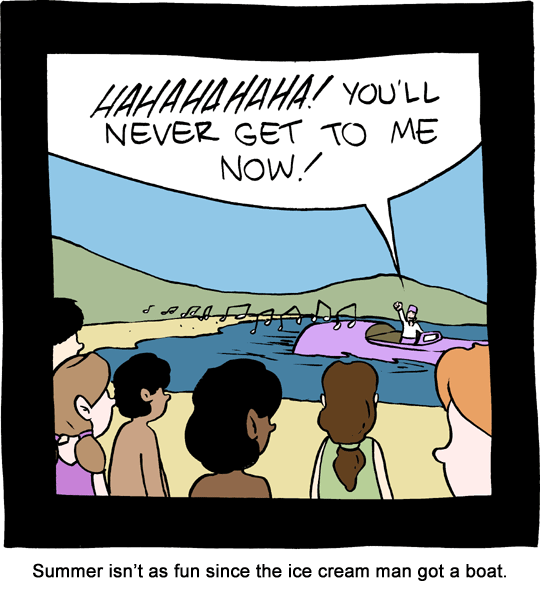 HAHAHAHAHA! YOU'LL
NEVER GET TO ME
NOW!
Summer isn't as fun since the ice cream man got a boat.